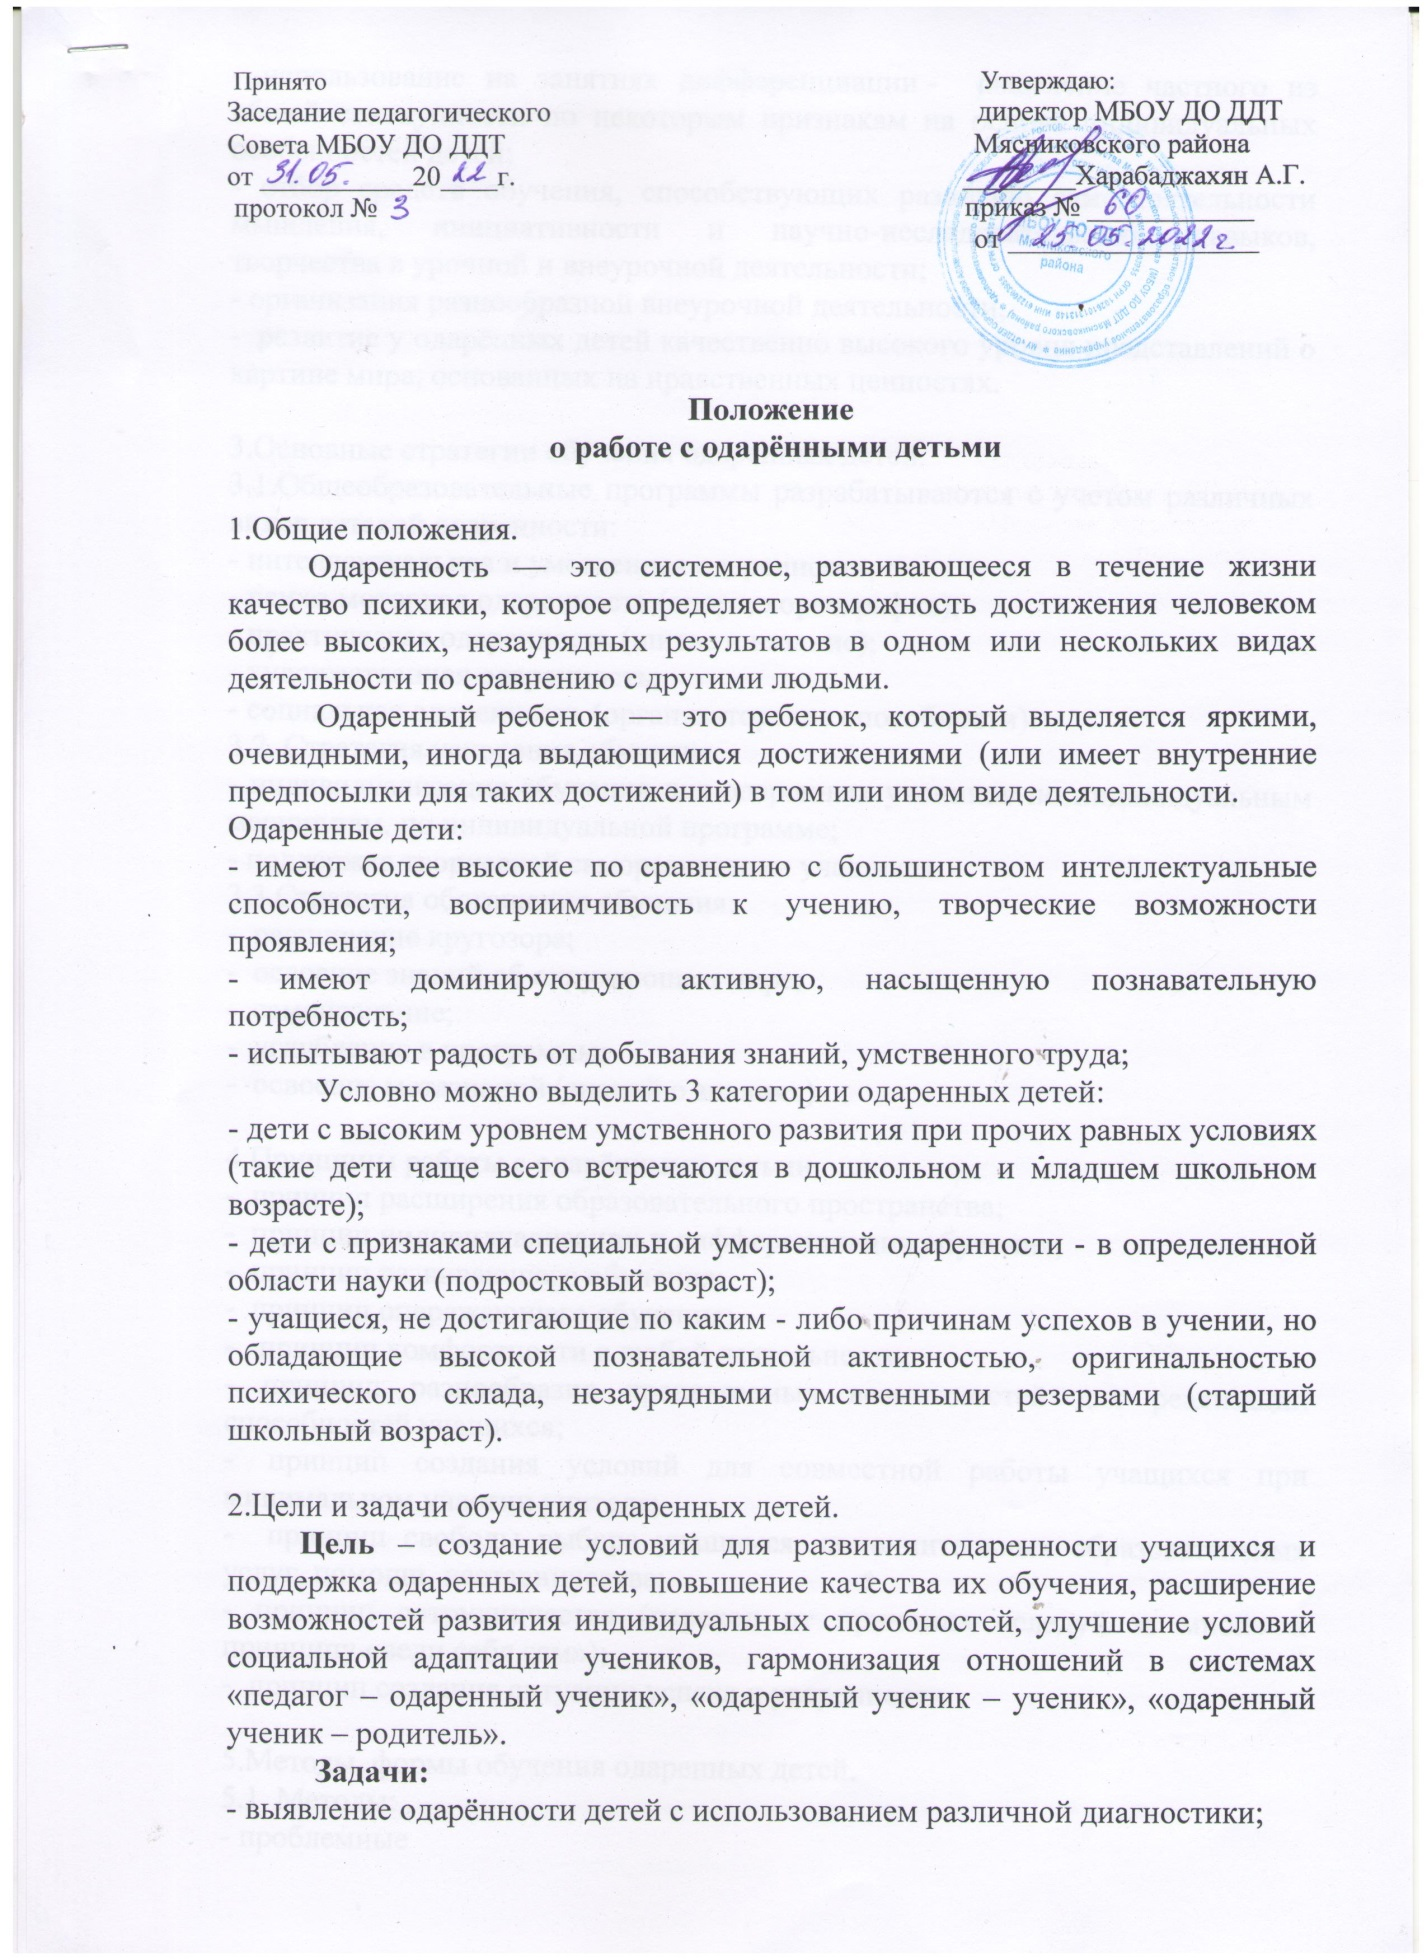 Принято
Заседание педагогического
Совета МБОУ ДО ДДТ
от 31.05. 2022 г.
протокол № 3
Утверждаю:
директор МБОУ ДО ДДТ
Мясниковского района
Харабаджахян А.Г.
приказ № 60
от 25.05.2022г
МБОУ ДО ДДТ
Мясниковского
района
Положение
о работе с одарёнными детьми
1.Общие положения.
Одаренность — это системное, развивающееся в течение жизни
качество психики, которое определяет возможность достижения человеком
более высоких, незаурядных результатов в одном или нескольких видах
деятельности по сравнению с другими людьми.
Одаренный ребенок — это ребенок, который выделяется яркими,
очевидными, иногда выдающимися достижениями (или имеет внутренние
предпосылки для таких достижений) в том или ином виде деятельности.
Одаренные дети:
- имеют более высокие по сравнению с большинством интеллектуальные
способности, восприимчивость к учению, творческие возможности
проявления;
- имеют доминирующую активную, насыщенную познавательную
потребность;
- испытывают радость от добывания знаний, умственного труда;
Условно можно выделить 3 категории одаренных детей:
- дети с высоким уровнем умственного развития при прочих равных условиях
(такие дети чаще всего встречаются в дошкольном и младшем школьном
возрасте);
- дети с признаками специальной умственной одаренности - в определенной
области науки (подростковый возраст);
- учащиеся, не достигающие по каким - либо причинам успехов в учении, но
обладающие высокой познавательной активностью, оригинальностью
психического склада, незаурядными умственными резервами (старший
школьный возраст).
2.Цели и задачи обучения одаренных детей.
Цель – создание условий для развития одаренности учащихся и
поддержка одаренных детей, повышение качества их обучения, расширение
возможностей развития индивидуальных способностей, улучшение условий
социальной адаптации учеников, гармонизация отношений в системах
«педагог – одаренный ученик», «одаренный ученик – ученик», «одаренный
ученик – родитель».
Задачи:
- выявление одарённости детей с использованием различной диагностики;